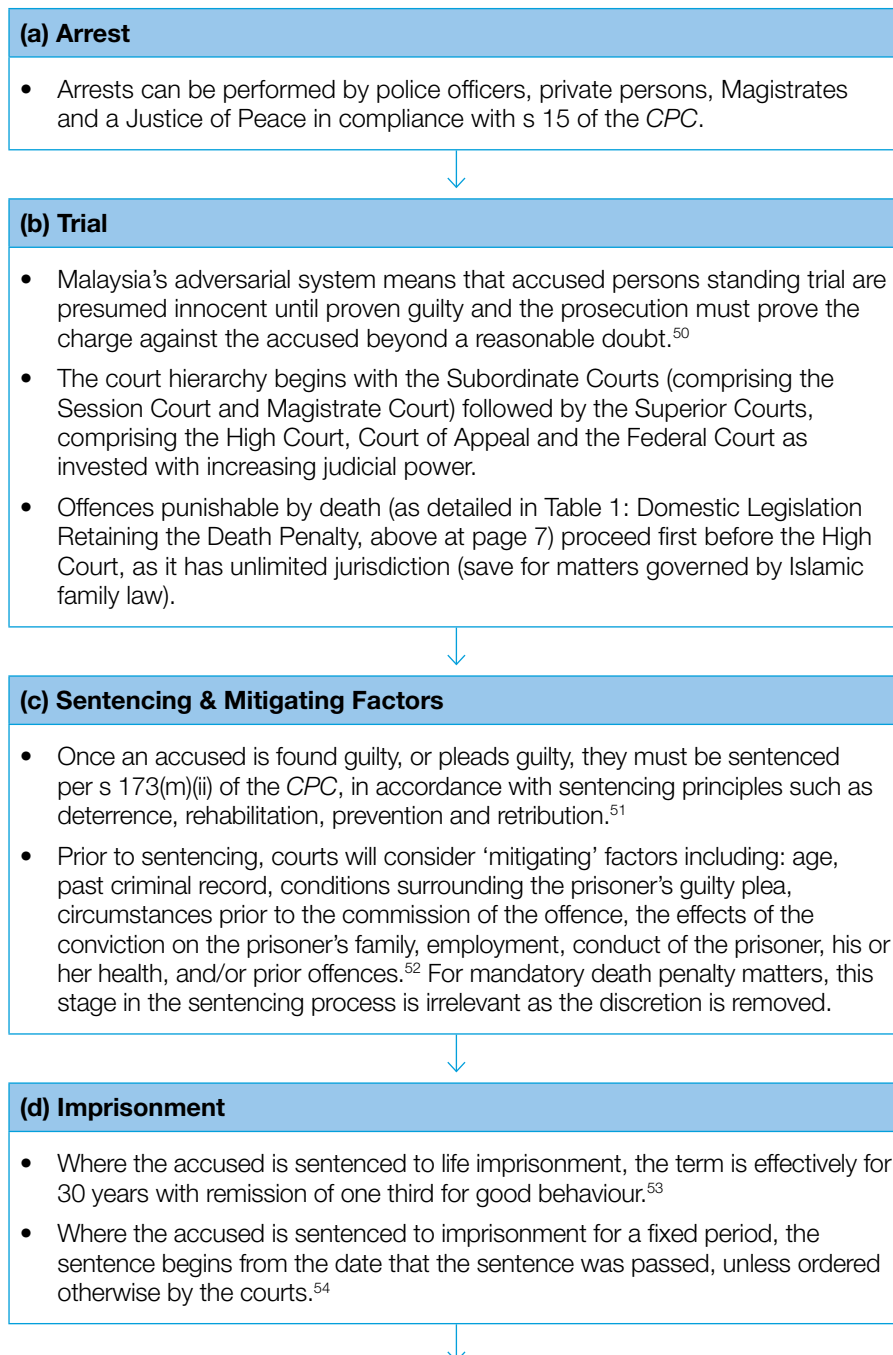 (a) Arrest
• Arrests can be performed by police officers, private persons, Magistrates
and a Justice of Peace in compliance with s 15 of the CPC.
(b) Trial
• Malaysia’s adversarial system means that accused persons standing trial are
presumed innocent until proven guilty and the prosecution must prove the
charge against the accused beyond a reasonable doubt.50
• The court hierarchy begins with the Subordinate Courts (comprising the
Session Court and Magistrate Court) followed by the Superior Courts,
comprising the High Court, Court of Appeal and the Federal Court as
invested with increasing judicial power.
• Offences punishable by death (as detailed in Table 1: Domestic Legislation
Retaining the Death Penalty, above at page 7) proceed first before the High
Court, as it has unlimited jurisdiction (save for matters governed by Islamic
family law).
(c) Sentencing & Mitigating Factors
• Once an accused is found guilty, or pleads guilty, they must be sentenced
per s 173(m)(ii) of the CPC, in accordance with sentencing principles such as
deterrence, rehabilitation, prevention and retribution.51
• Prior to sentencing, courts will consider ‘mitigating’ factors including: age,
past criminal record, conditions surrounding the prisoner’s guilty plea,
circumstances prior to the commission of the offence, the effects of the
conviction on the prisoner’s family, employment, conduct of the prisoner, his or
her health, and/or prior offences.52 For mandatory death penalty matters, this
stage in the sentencing process is irrelevant as the discretion is removed.
(d) Imprisonment
• Where the accused is sentenced to life imprisonment, the term is effectively for
30 years with remission of one third for good behaviour.53
• Where the accused is sentenced to imprisonment for a fixed period, the
sentence begins from the date that the sentence was passed, unless ordered
otherwise by the courts.54